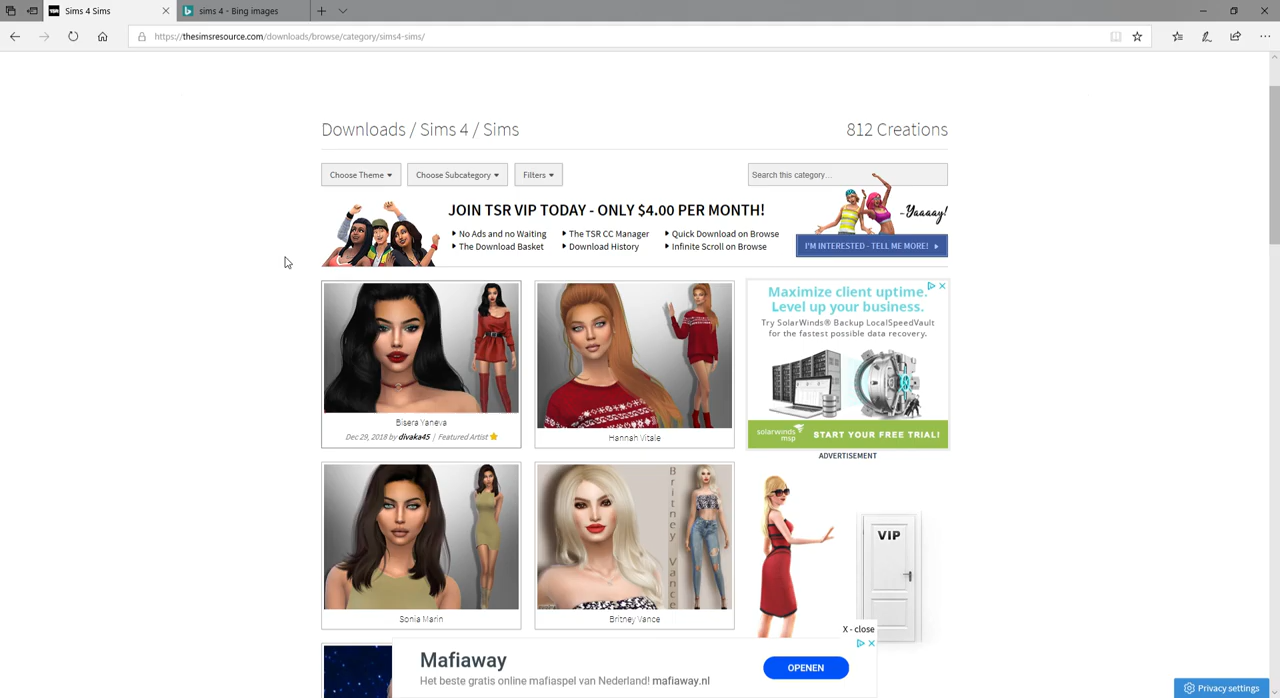 TSR Sims 4 Sims
sims 4 - Bing images
https://thesimsresource.com/downloads/browse/category/sims4-sims/
Downloads / Sims 4 / Sims
812 Creations
Choose Theme
Choose Subcategory
Filters
Search this category...
JOIN TSR VIP TODAY - ONLY $4.00 PER MONTH!
-Yaaaay!
No Ads and no Waiting
The TSR CC Manager
Quick Download on Browse
The Download Basket
Download History
Infinite Scroll on Browse
I'M INTERESTED - TELL ME MORE!
Bisera Yaneva
Dec 29, 2018 by divaka45 | Featured Artist
Hannah Vitale
Maximize client uptime.
Level up your business.
Try SolarWinds® Backup LocalSpeedVault
for the fastest possible data recovery.
solarwinds
msp
START YOUR FREE TRIAL!
ADVERTISEMENT
Sonia Marin
Britney Vance
Britney Vance
VIP
X - close
Mafiaway
Het beste gratis online mafiaspel van Nederland! mafiaway.nl
OPENEN
Privacy settings